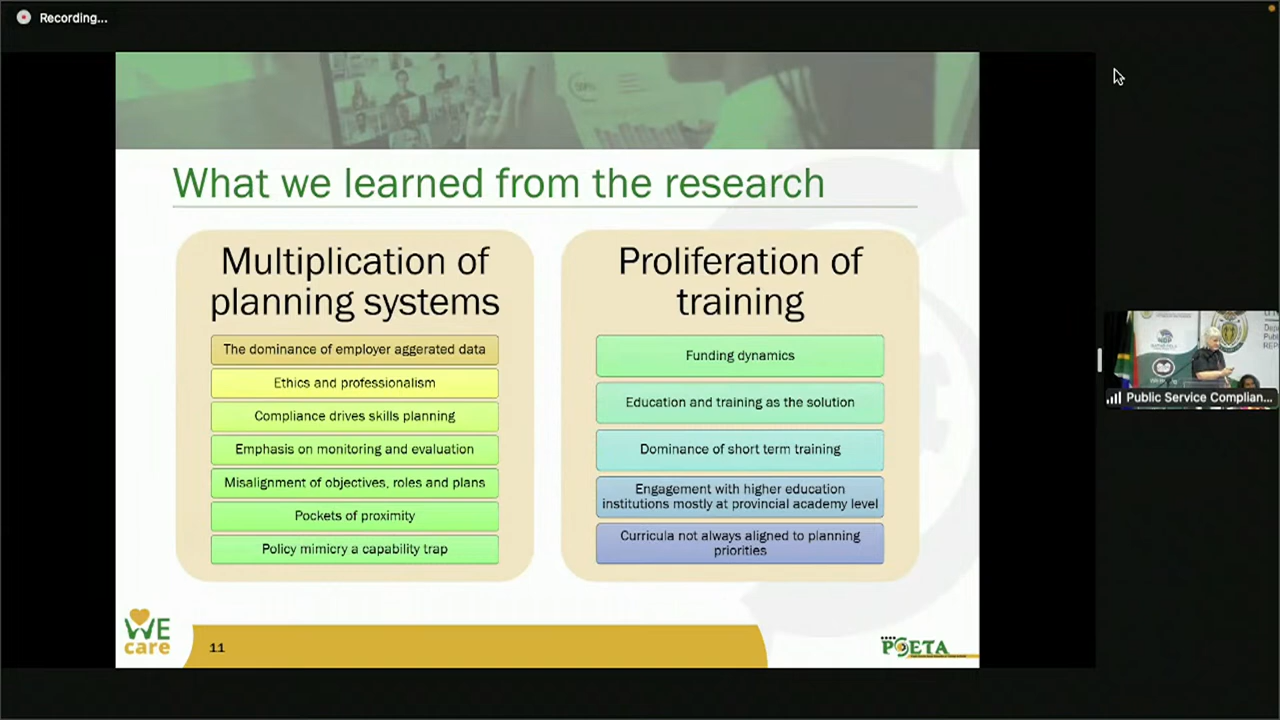 Recording...
What we learned from the research
Multiplication of
planning systems
The dominance of employer aggerated data
Ethics and professionalism
Compliance drives skills planning
Emphasis on monitoring and evaluation
Misalignment of objectives, roles and plans
Pockets of proximity
Policy mimicry a capability trap
Proliferation of
training
Funding dynamics
Education and training as the solution
Dominance of short term training
Engagement with higher education
institutions mostly at provincial academy level
Curricula not always aligned to planning
priorities
Public Service Complian...
WE
care
11
PSETA